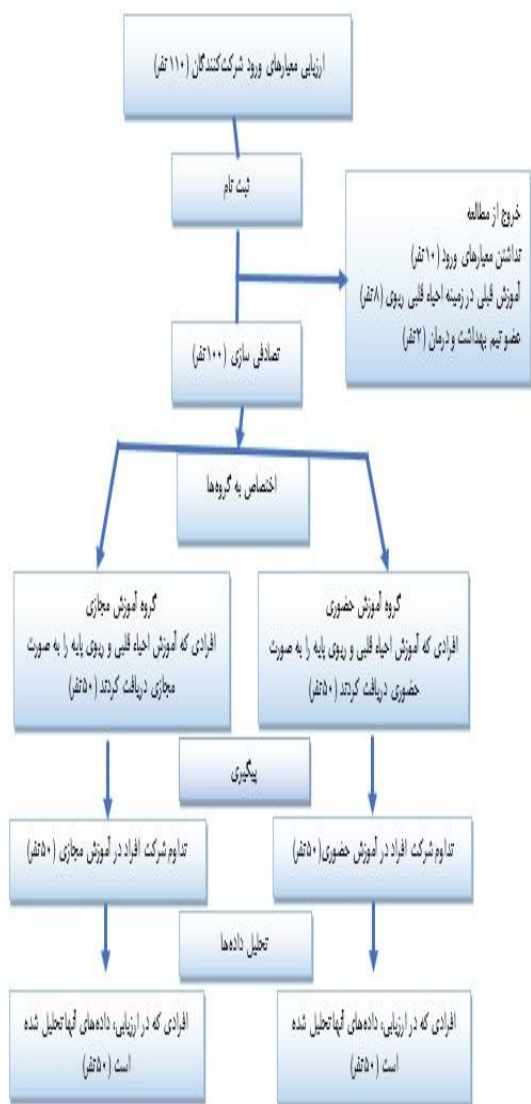 ارزیابی معیارهای ورود شرکت‌کنندگان (۱۱۰نفر)
ثبت نام
خروج از مطالعه
نداشتن معیارهای ورود (۱۰نفر)
آموزش قبلی در زمینه احیاء قلبی ریوی (۸نفر)
عضو تیم بهداشت و درمان (۲نفر)
تصادفی سازی (۱۰۰نفر)
اختصاص به گروه‌ها
گروه آموزش حضوری
افرادی که آموزش احیاء قلبی و ریوی پایه را به صورت
حضوری دریافت کردند (۵۰نفر)
گروه آموزش مجازی
افرادی که آموزش احیاء قلبی و ریوی پایه را به صورت
مجازی دریافت کردند (۵۰نفر)
پیگیری
تداوم شرکت افراد در آموزش حضوری(۵۰نفر)
تداوم شرکت افراد در آموزش مجازی (۵۰نفر)
تحلیل داده‌ها
افرادی که در ارزیابی، داده‌های آنها تحلیل شده
است (۵۰نفر)
افرادی که در ارزیابی، داده‌های آنها تحلیل شده
است (۵۰نفر)